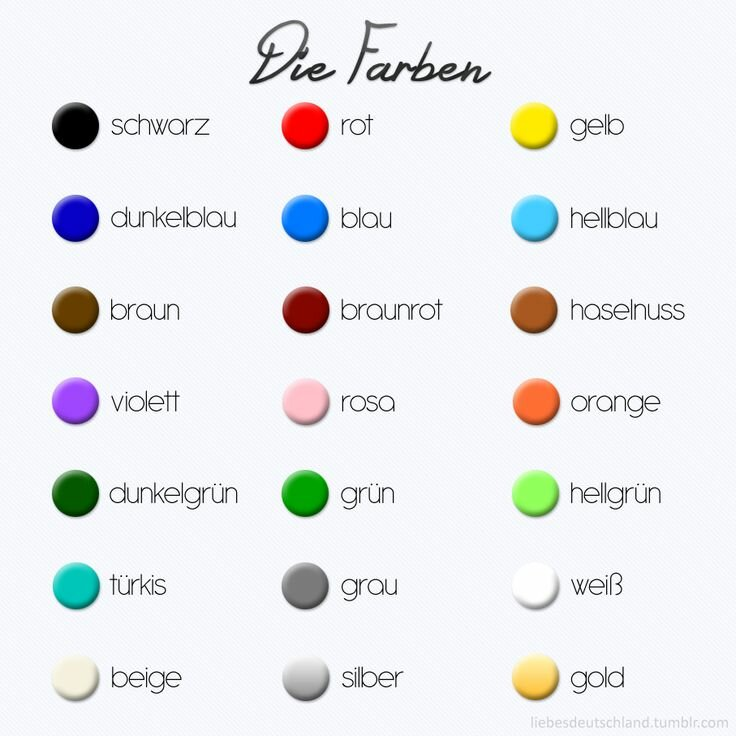 Die Farben
schwarz rot gelb
dunkelblau blau hellblau
braun braunrot haselnuss
violett rosa orange
dunkelgrün grün hellgrün
türkis grau weiß
beige silber gold
liebesdeutschland.tumblr.com